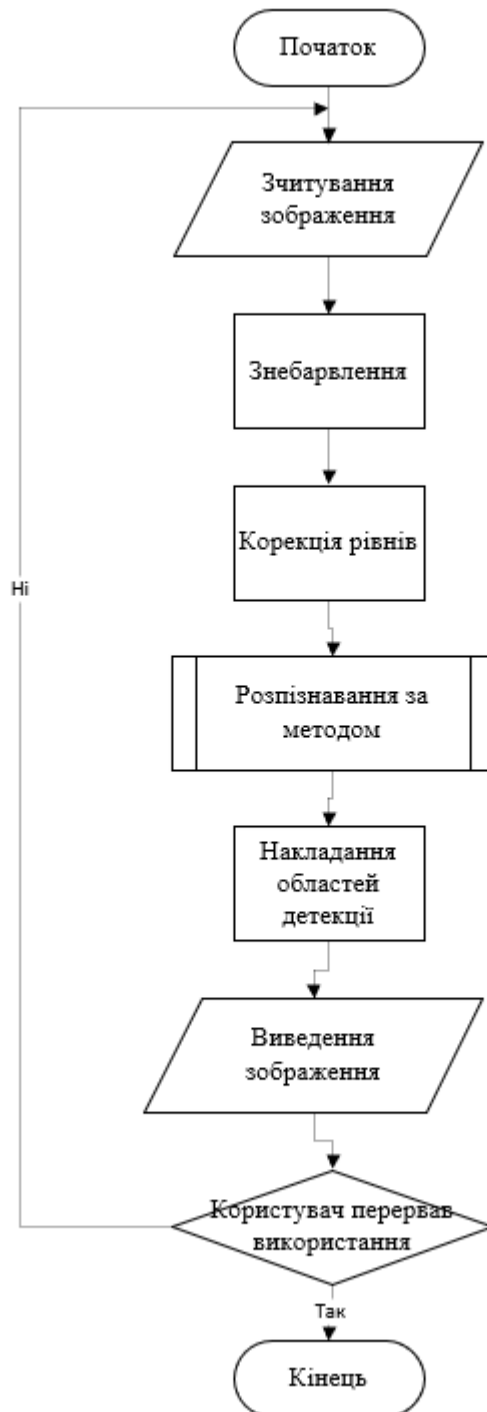 Початок
Зчитування
зображення
Знебарвлення
Корекція рівнів
Ні
Розпізнавання за
методом
Накладання
областей
детекції
Виведення
зображення
Користувач перервав
використання
Так
Кінець